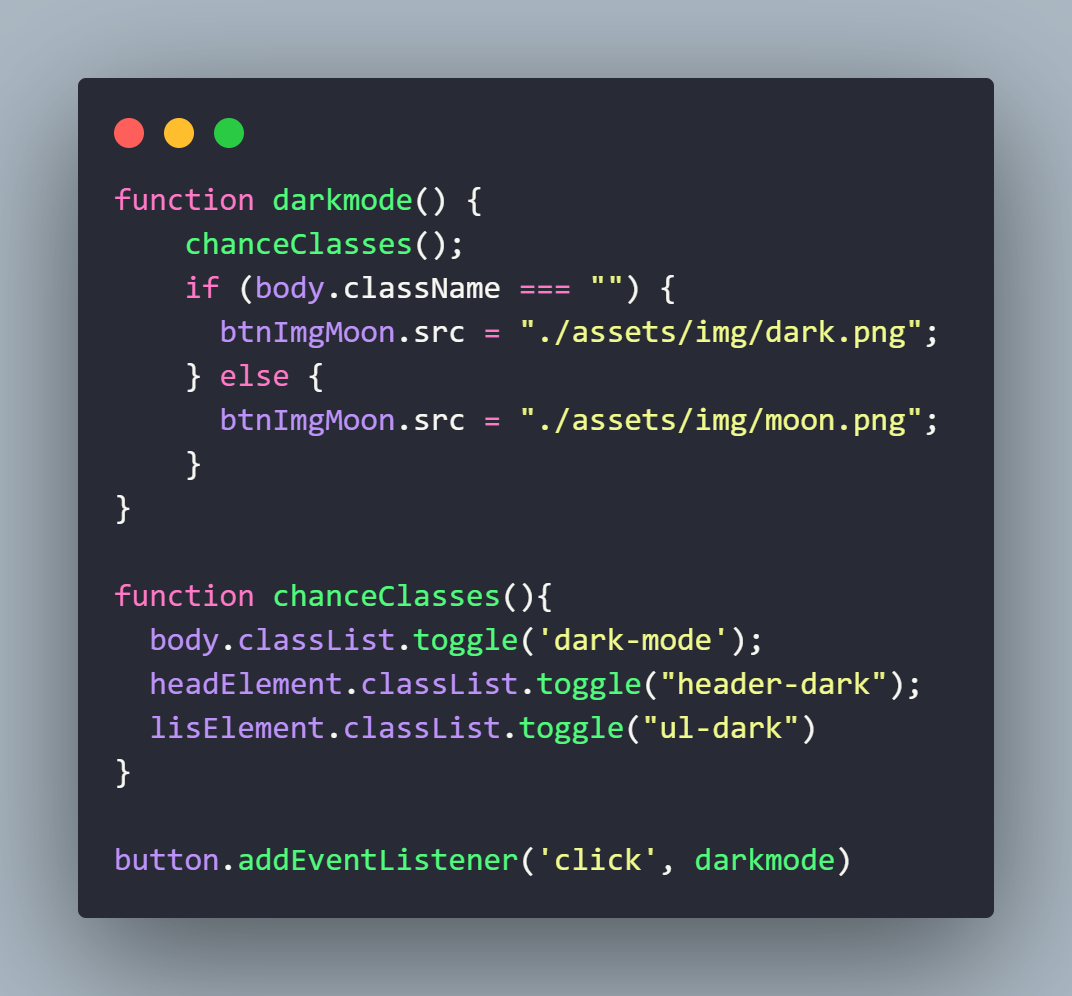 function darkmode() {
    chanceClasses();
    if (body.className === "") {
      btnImgMoon.src = "./assets/img/dark.png";
    } else {
      btnImgMoon.src = "./assets/img/moon.png";
    }
}

function chanceClasses(){
  body.classList.toggle('dark-mode');
  headElement.classList.toggle("header-dark");
  lisElement.classList.toggle("ul-dark")
}

button.addEventListener('click', darkmode)